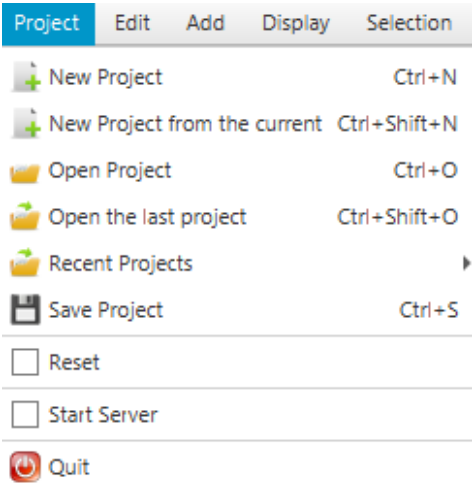 Project Edit Add Display Selection
New Project Ctrl+N
New Project from the current Ctrl+Shift+N
Open Project Ctrl+O
Open the last project Ctrl+Shift+O
Recent Projects
Save Project Ctrl+S
Reset
Start Server
Quit